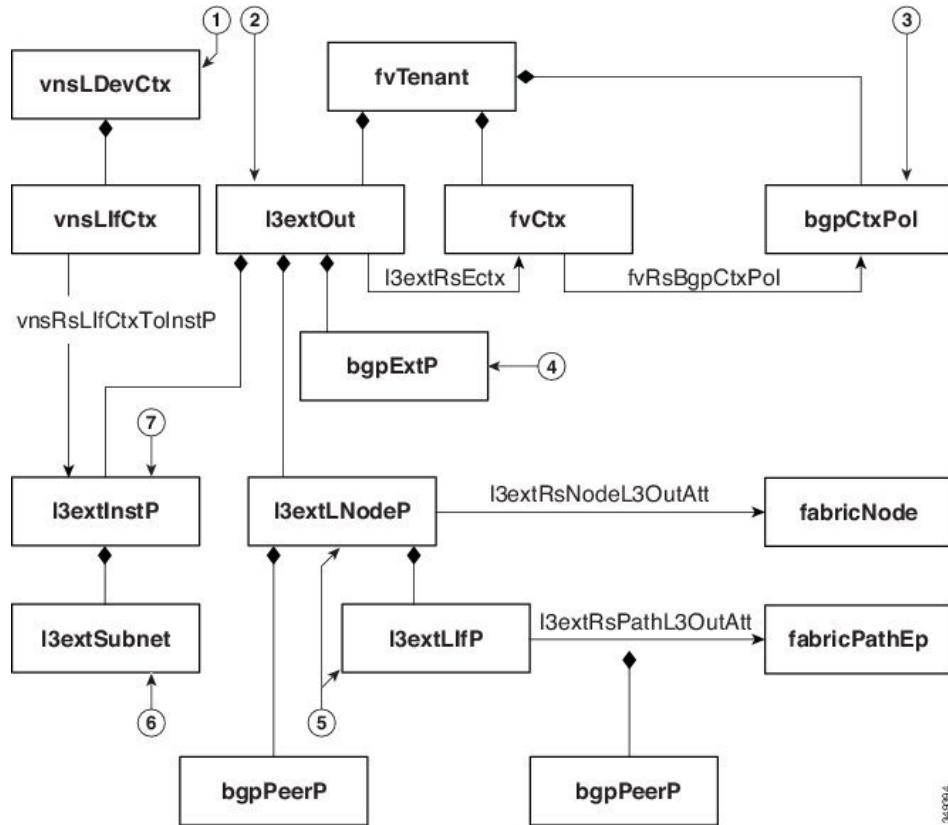 1
2
3
vnsLDevCtx
fvTenant
vnsLIfCtx
l3extOut
fvCtx
bgpCtxPol
l3extRsEctx
fvRsBgpCtxPol
vnsRsLIfCtxToInstP
bgpExtP
4
7
l3extInstP
l3extLNodeP
l3extRsNodeL3OutAtt
fabricNode
l3extSubnet
l3extLIfP
l3extRsPathL3OutAtt
fabricPathEp
6
5
bgpPeerP
bgpPeerP